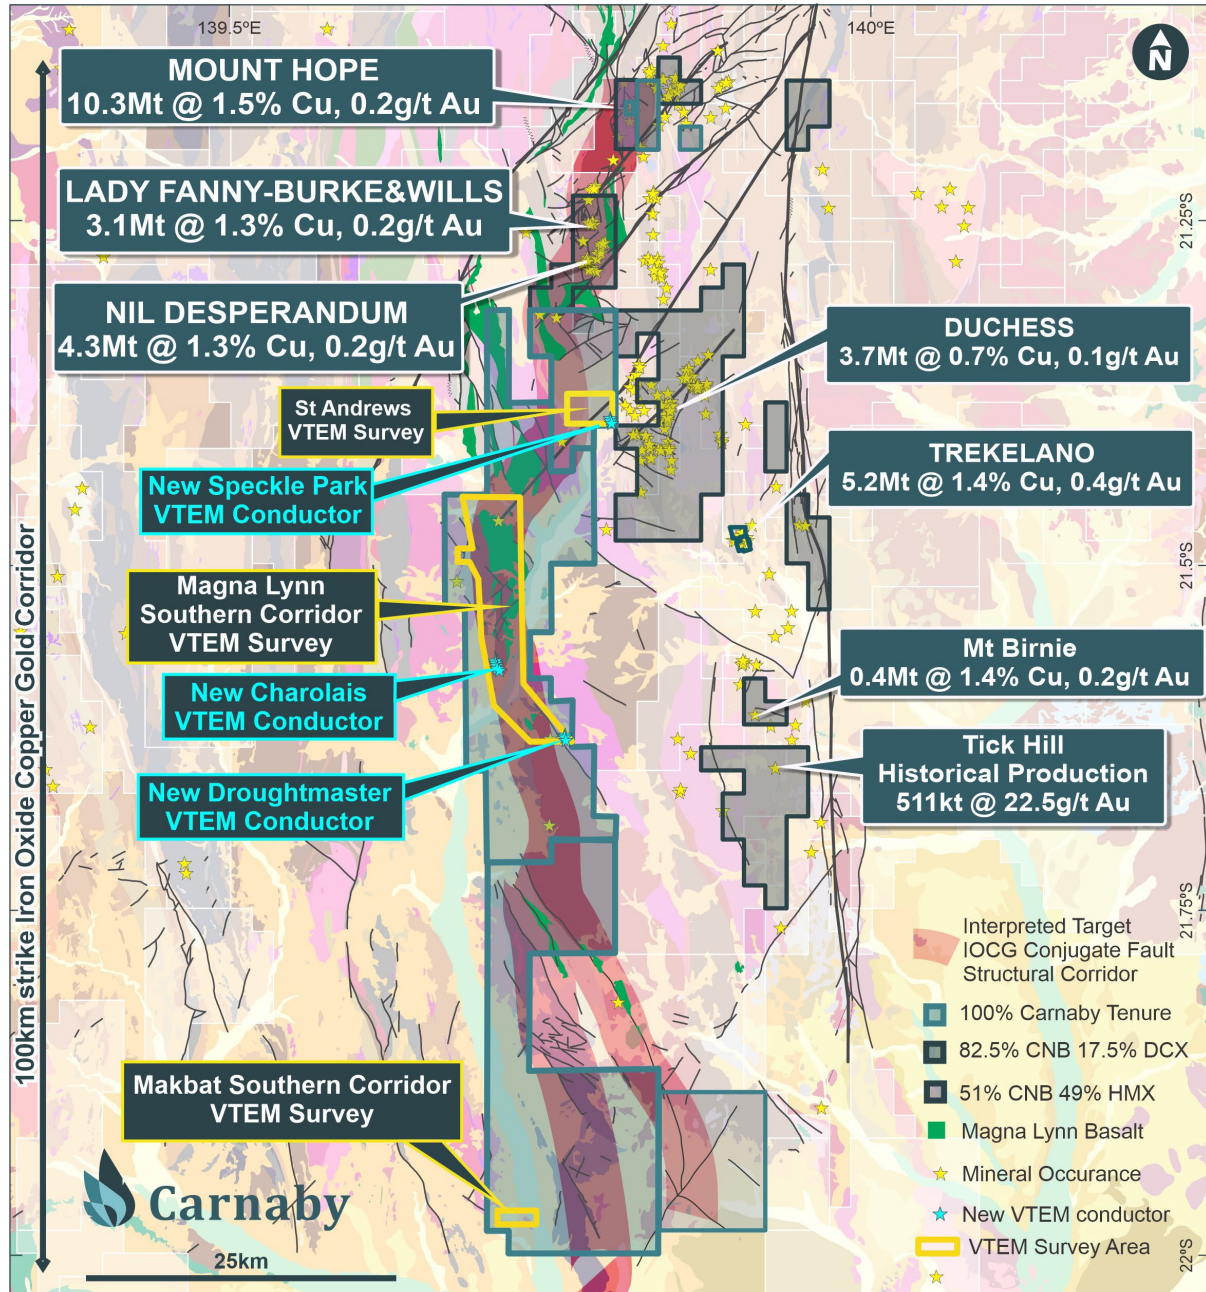 139.5ºE
140ºE
N
MOUNT HOPE
10.3Mt @ 1.5% Cu, 0.2g/t Au
LADY FANNY-BURKE&WILLS
3.1Mt @ 1.3% Cu, 0.2g/t Au
21.25ºS
NIL DESPERANDUM
4.3Mt @ 1.3% Cu, 0.2g/t Au
DUCHESS
3.7Mt @ 0.7% Cu, 0.1g/t Au
St Andrews
VTEM Survey
TREKELANO
5.2Mt @ 1.4% Cu, 0.4g/t Au
New Speckle Park
VTEM Conductor
21.5ºS
Magna Lynn
Southern Corridor
VTEM Survey
Mt Birnie
0.4Mt @ 1.4% Cu, 0.2g/t Au
New Charolais
VTEM Conductor
Tick Hill
Historical Production
511kt @ 22.5g/t Au
New Droughtmaster
VTEM Conductor
100km strike Iron Oxide Copper Gold Corridor
21.75ºS
Interpreted Target
IOCG Conjugate Fault
Structural Corridor
100% Carnaby Tenure
82.5% CNB 17.5% DCX
51% CNB 49% HMX
Magna Lynn Basalt
Mineral Occurance
New VTEM conductor
VTEM Survey Area
Makbat Southern Corridor
VTEM Survey
Carnaby
25km
22ºS